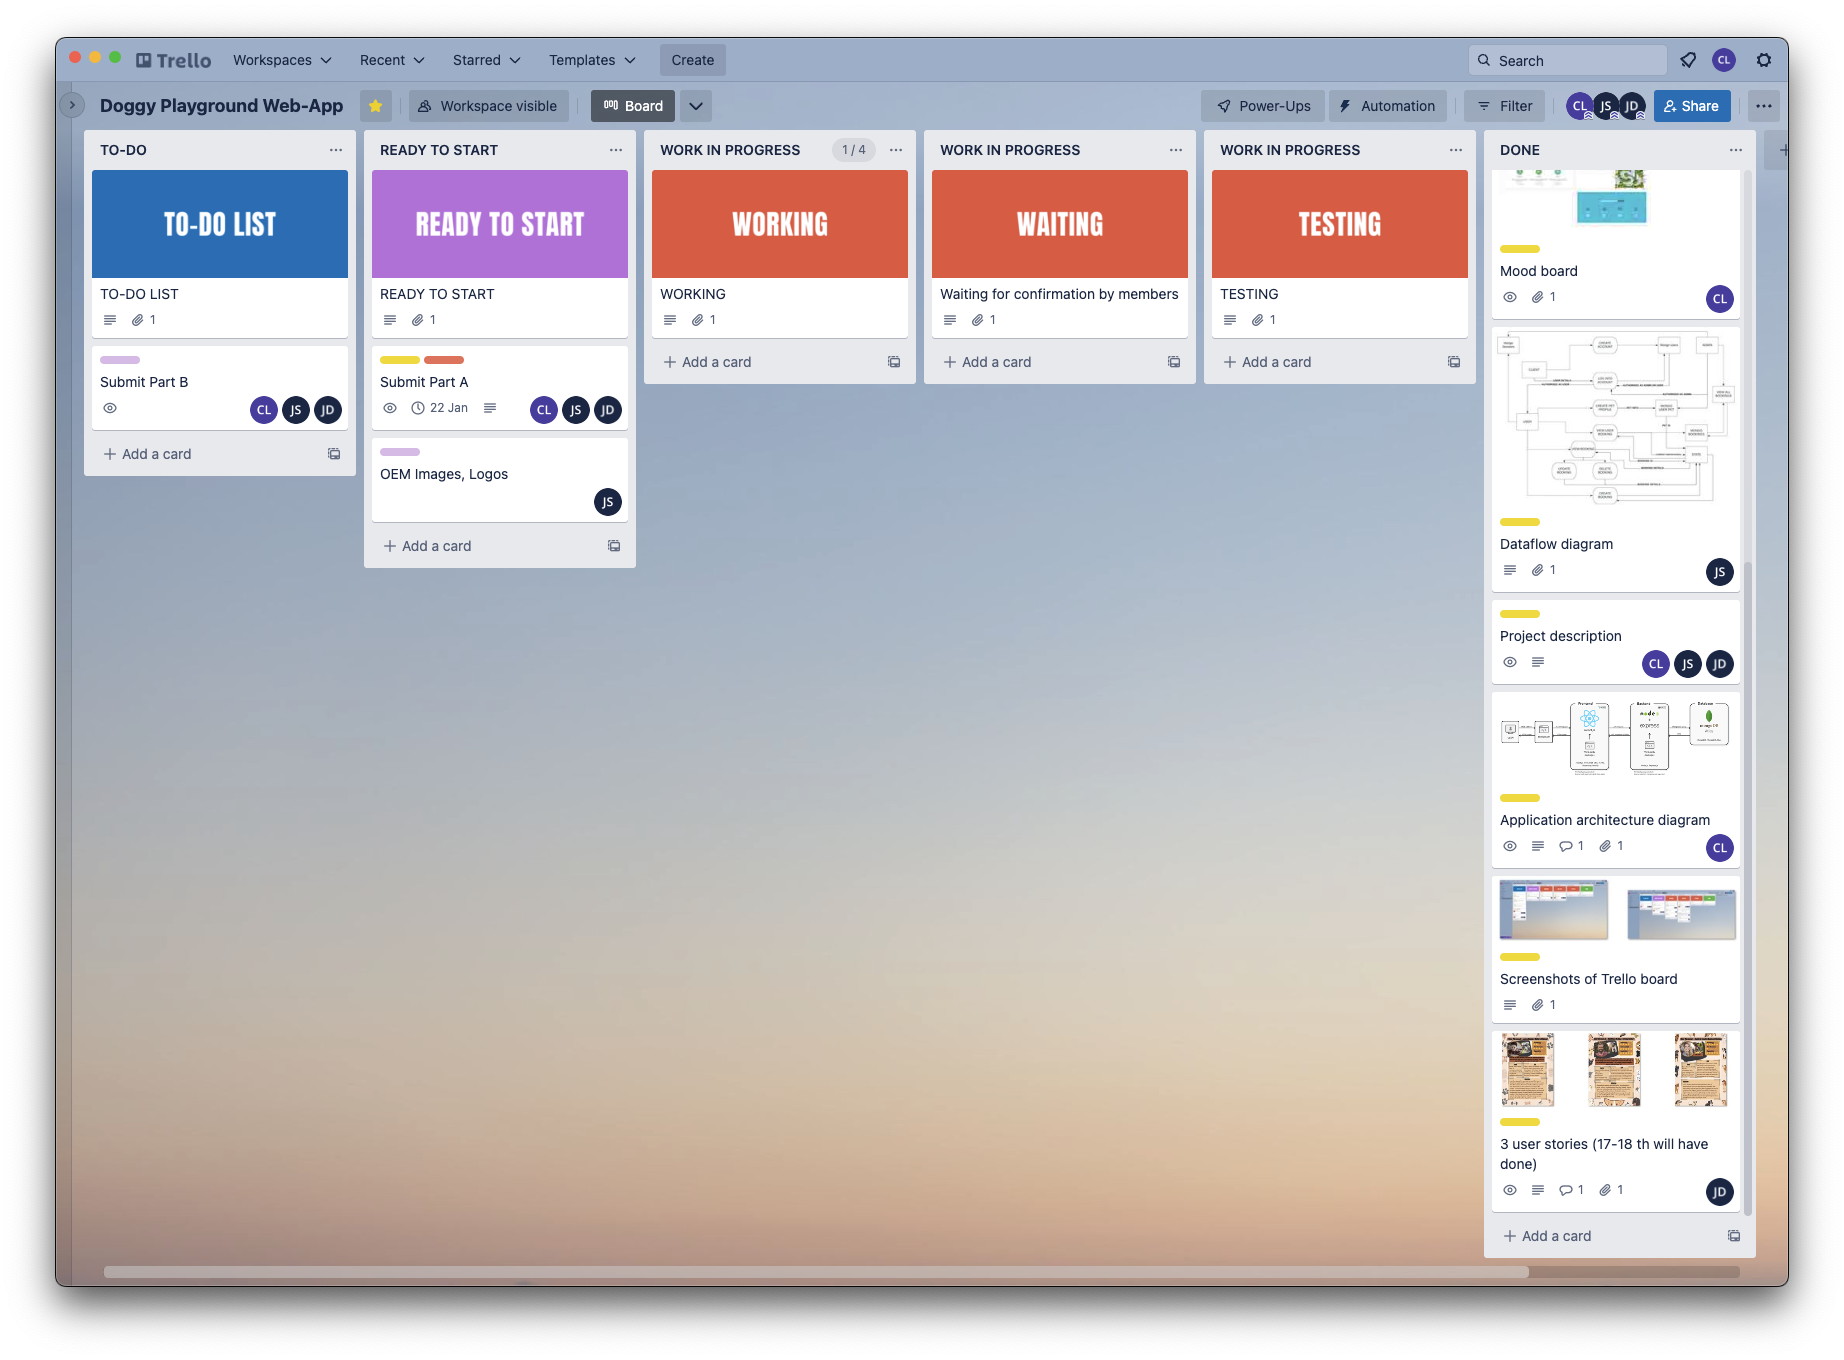 Trello
Workspaces
Recent
Starred
Templates
Create
Search
CL
Doggy Playground Web-App
Workspace visible
Board
Power-Ups
Automation
Filter
CL
JS
JD
Share
TO-DO
TO-DO LIST
TO-DO LIST
1
Submit Part B
CL
JS
JD
Add a card
READY TO START
READY TO START
READY TO START
1
Submit Part A
22 Jan
CL
JS
JD
OEM Images, Logos
JS
Add a card
WORK IN PROGRESS
1 / 4
WORKING
WORKING
1
Add a card
WORK IN PROGRESS
WAITING
Waiting for confirmation by members
1
Add a card
WORK IN PROGRESS
TESTING
TESTING
1
Add a card
DONE
Mood board
1
CL
Dataflow diagram
1
JS
Project description
CL
JS
JD
express
Application architecture diagram
1
1
CL
Screenshots of Trello board
1
3 user stories (17-18 th will have
done)
1
1
JD
Add a card